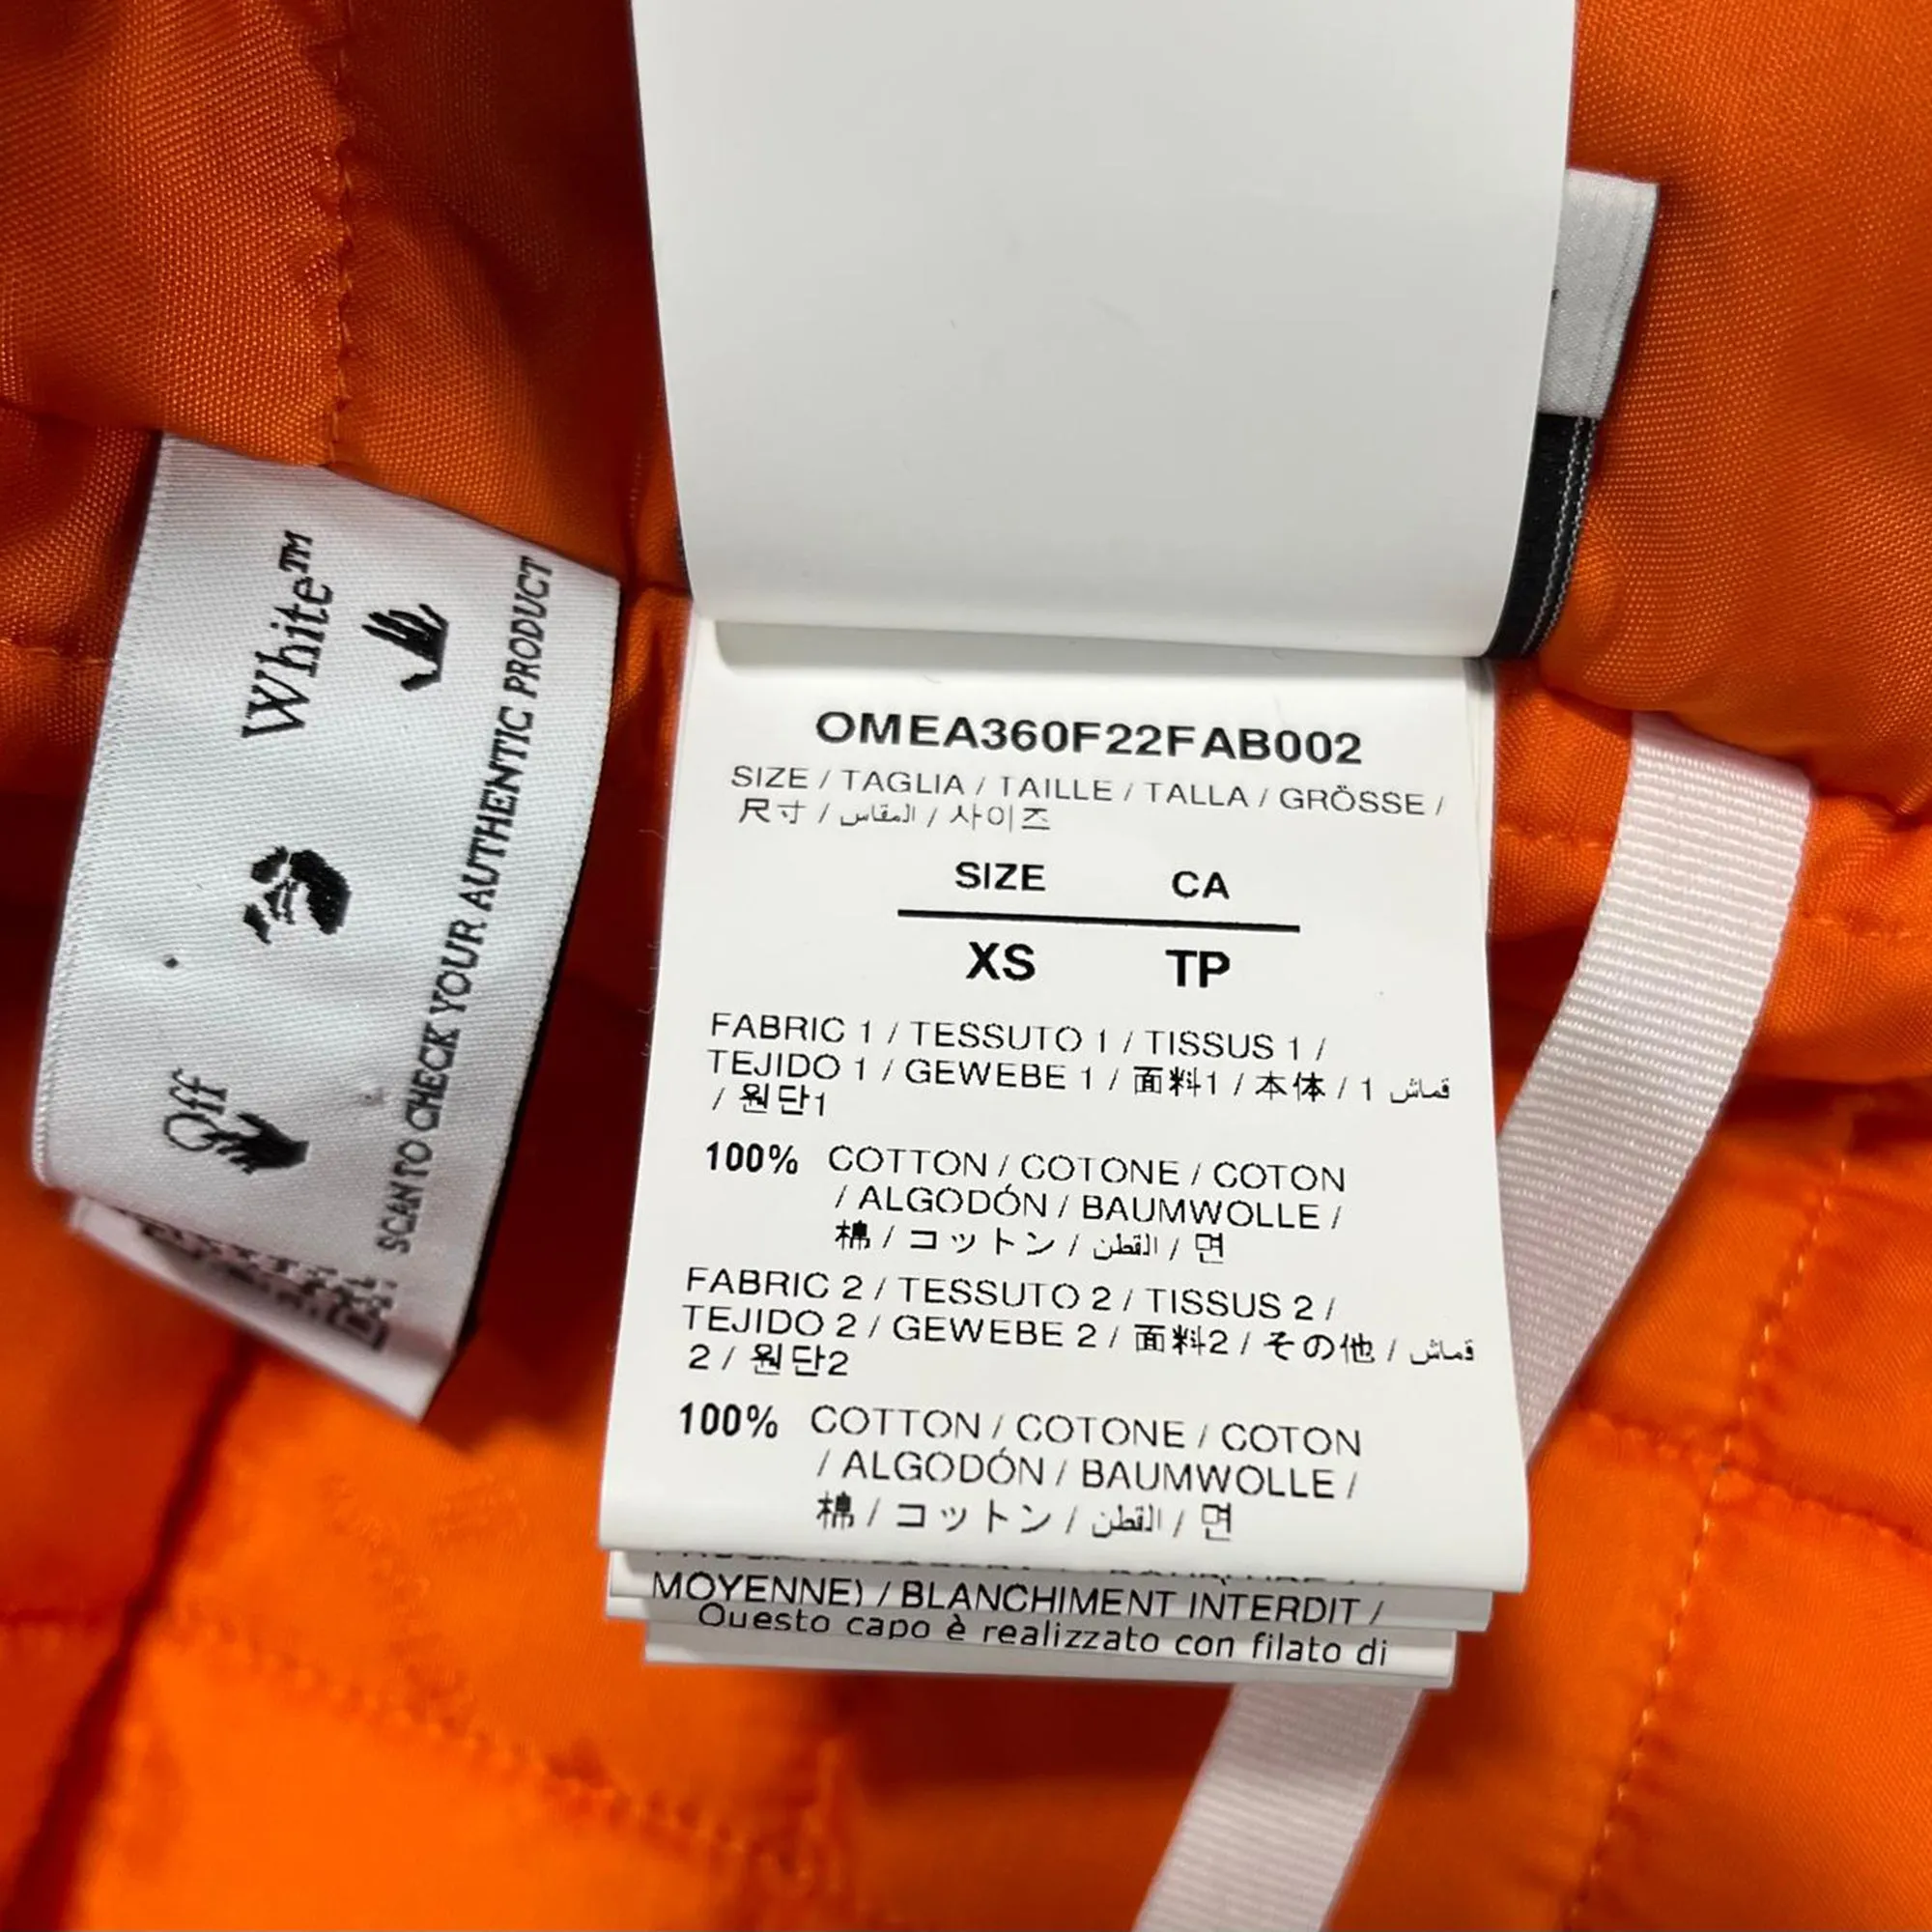 Off White™
SCAN TO CHECK YOUR AUTHENTIC PRODUCT
OMEA360F22FAB002
SIZE / TAGLIA / TAILLE / TALLA / GRÖSSE /
尺寸 / المقاس / 사이즈
SIZE CA
XS TP
FABRIC 1 / TESSUTO 1 / TISSUS 1 /
TEJIDO 1 / GEWEBE 1 / 面料1 / 本体 / 1 قماش
/ 원단1
100% COTTON / COTONE / COTON
/ ALGODÓN / BAUMWOLLE /
棉 / コットン / القطن / 면
FABRIC 2 / TESSUTO 2 / TISSUS 2 /
TEJIDO 2 / GEWEBE 2 / 面料2 / その他 / قماش
2 / 원단2
100% COTTON / COTONE / COTON
/ ALGODÓN / BAUMWOLLE /
棉 / コットン / القطن / 면
MOYENNE) / BLANCHIMENT INTERDIT /
Questo capo è realizzato con filato di